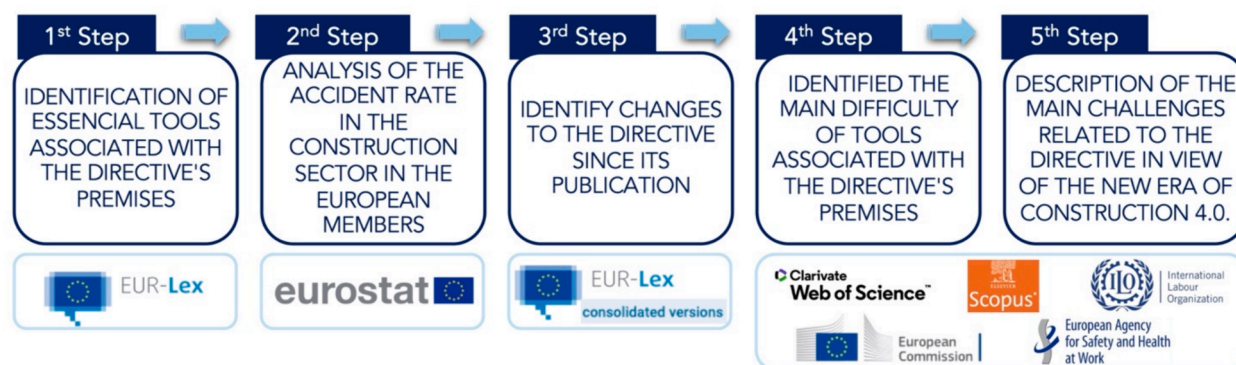 1st Step
IDENTIFICATION OF
ESSENCIAL TOOLS
ASSOCIATED WITH
THE DIRECTIVE'S
PREMISES
EUR-Lex
2nd Step
ANALYSIS OF THE
ACCIDENT RATE
IN THE
CONSTRUCTION
SECTOR IN THE
EUROPEAN
MEMBERS
eurostat
3rd Step
IDENTIFY CHANGES
TO THE DIRECTIVE
SINCE ITS
PUBLICATION
EUR-Lex
consolidated versions
4th Step
IDENTIFIED THE
MAIN DIFFICULTY
OF TOOLS
ASSOCIATED WITH
THE DIRECTIVE'S
PREMISES
5th Step
DESCRIPTION OF THE
MAIN CHALLENGES
RELATED TO THE
DIRECTIVE IN VIEW
OF THE NEW ERA OF
CONSTRUCTION 4.0.
Clarivate
Web of Science™
ELSEVIER
Scopus®
ILO
International
Labour
Organization
European
Commission
European Agency
for Safety and Health
at Work